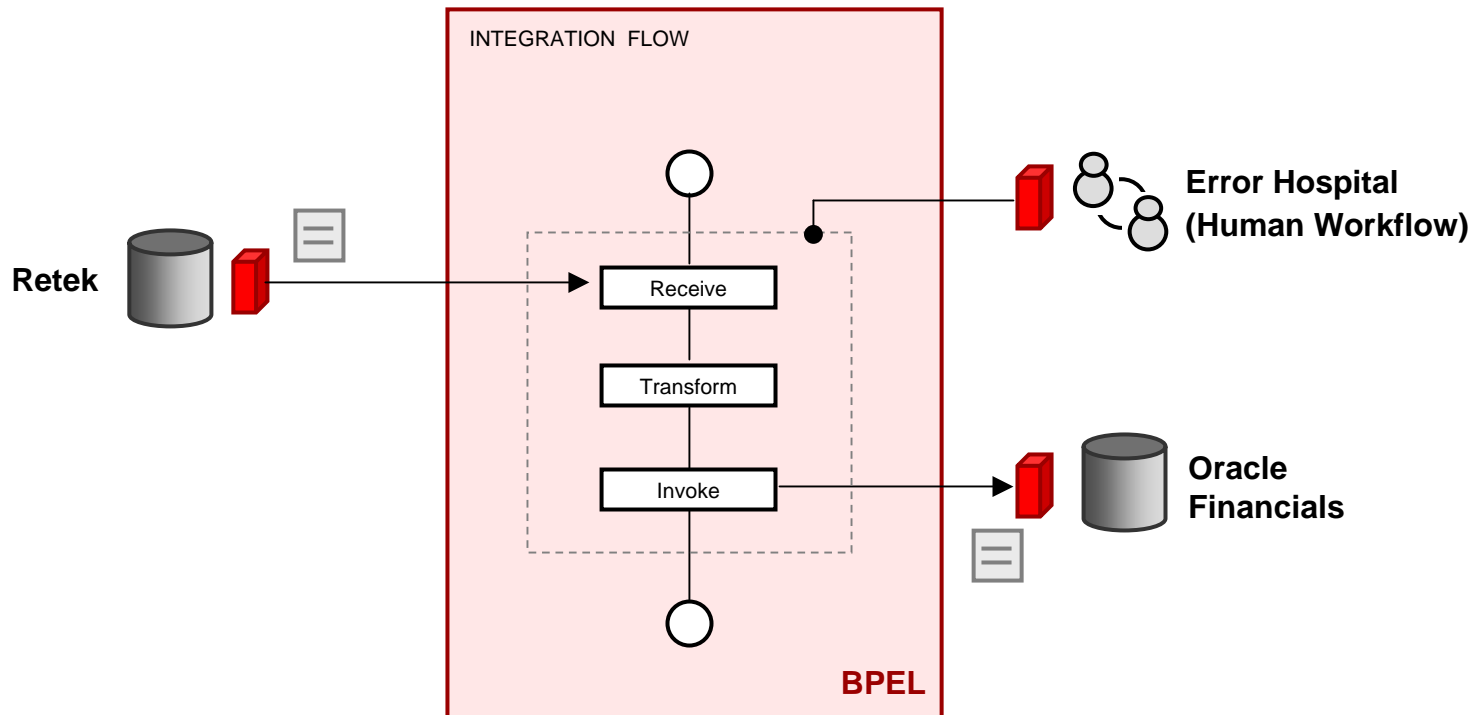 INTEGRATION FLOW
Error Hospital
(Human Workflow)
Retek
Receive
Transform
Invoke
Oracle
Financials
BPEL